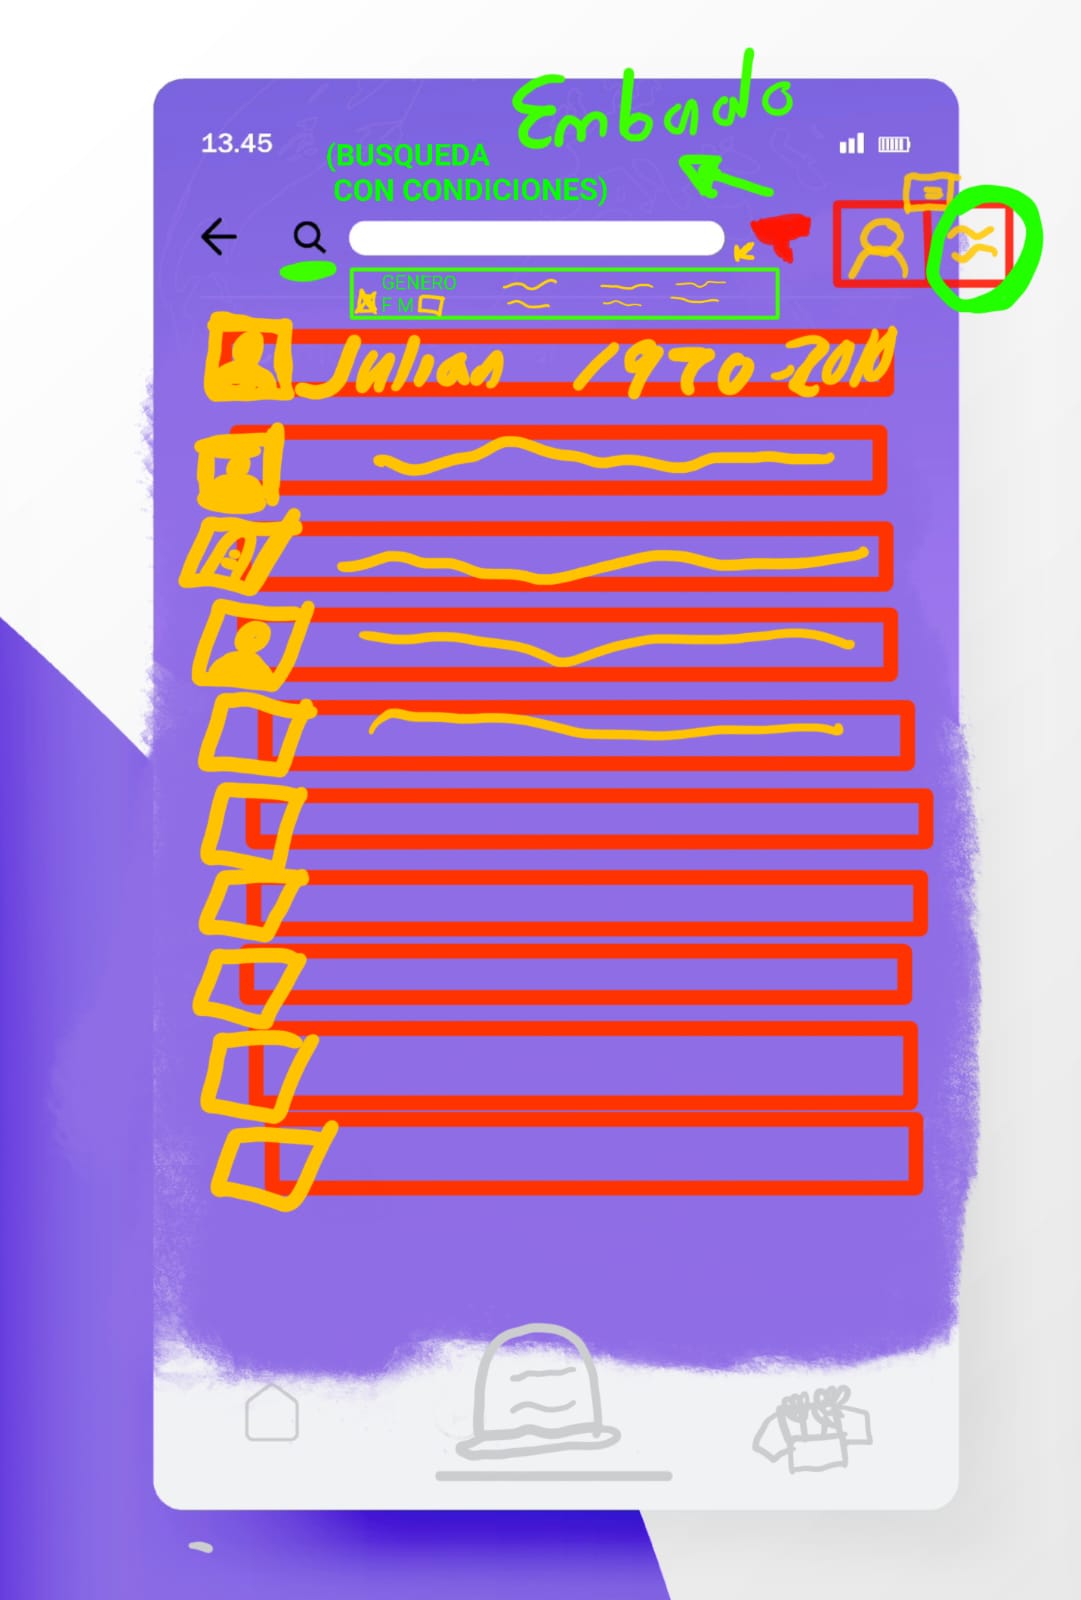 Embudo
13.45
(BUSQUEDA
CON CONDICIONES)
GENERO
F M
Julian 1970-2010